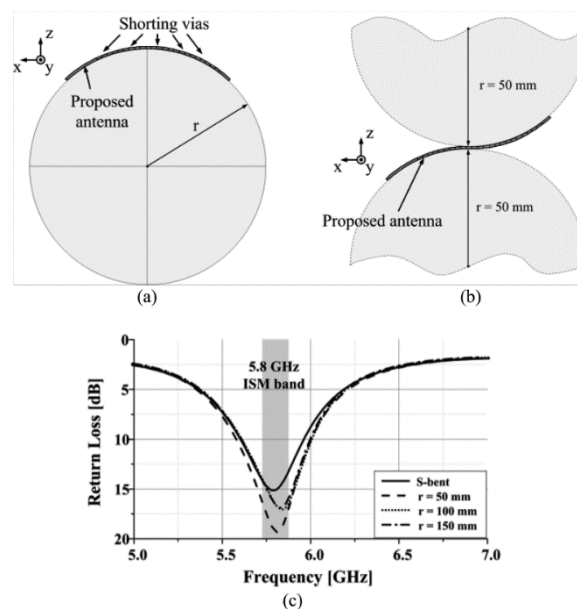 Shorting vias
z
x
y
Proposed
antenna
r
(a)
r = 50 mm
z
x
y
Proposed antenna
r = 50 mm
(b)
Return Loss [dB]
0
5
10
15
20
5.8 GHz
ISM band
S-bent
r = 50 mm
r = 100 mm
r = 150 mm
5.0 5.5 6.0 6.5 7.0
Frequency [GHz]
(c)